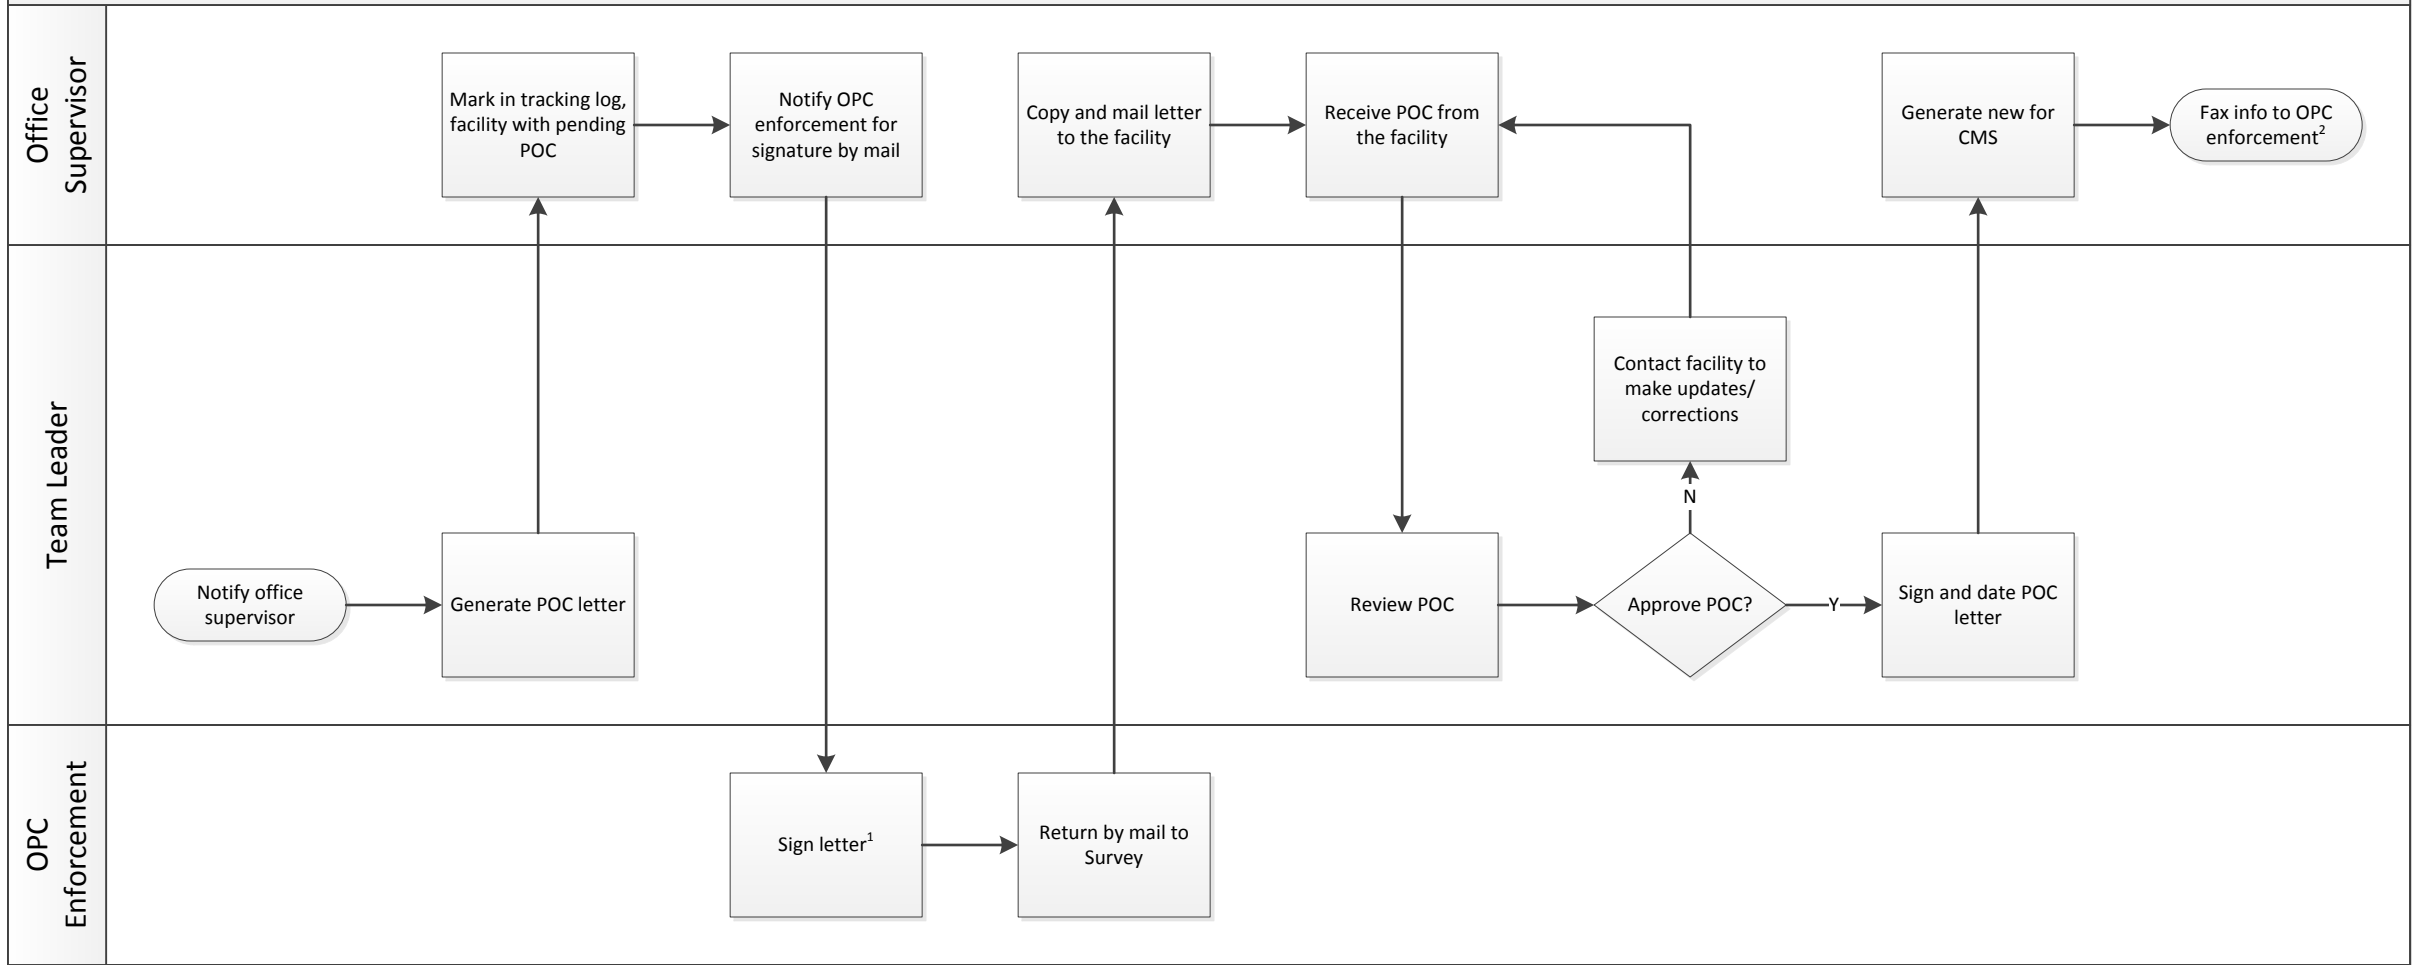 Office
Supervisor
Mark in tracking log,
facility with pending
POC
Notify OPC
enforcement for
signature by mail
Copy and mail letter
to the facility
Receive POC from
the facility
Generate new for
CMS
Fax info to OPC
enforcement²
Team Leader
Notify office
supervisor
Generate POC letter
Contact facility to
make updates/
corrections
N
Review POC
Approve POC?
Y
Sign and date POC
letter
OPC
Enforcement
Sign letter¹
Return by mail to
Survey